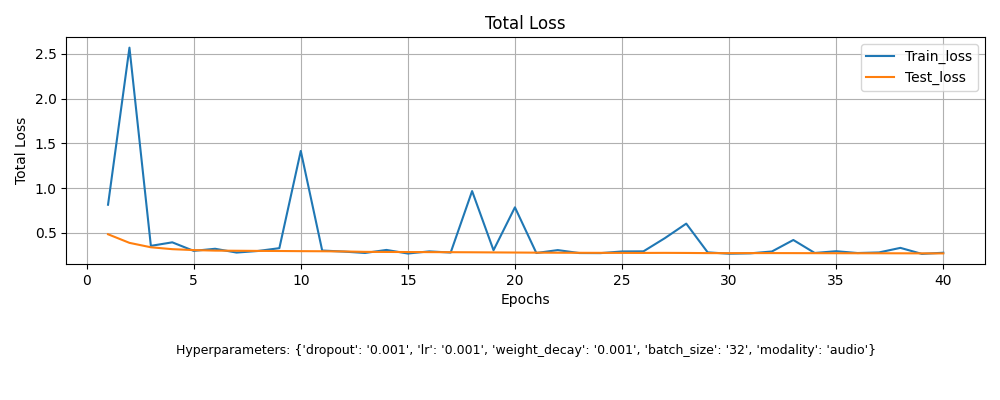 Total Loss
Train_loss
Test_loss
Total Loss
2.5
2.0
1.5
1.0
0.5
0 5 10 15 20 25 30 35 40
Epochs
Hyperparameters: {'dropout': '0.001', 'lr': '0.001', 'weight_decay': '0.001', 'batch_size': '32', 'modality': 'audio'}